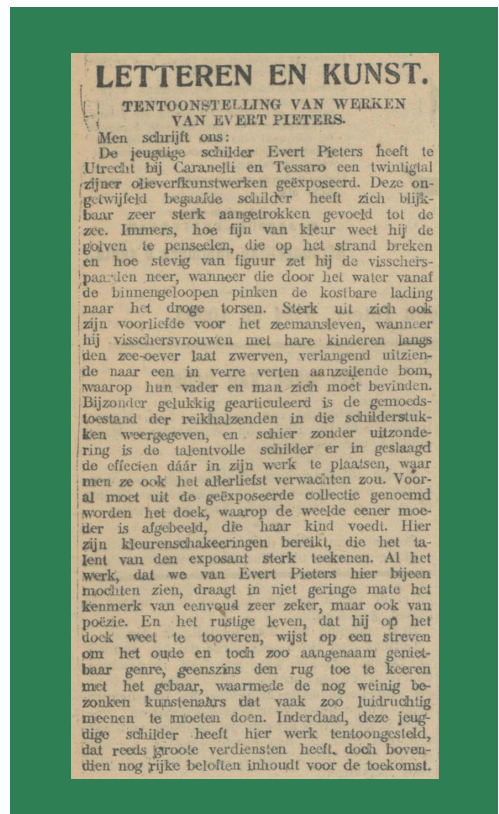 LETTEREN EN KUNST.
TENTOONSTELLING VAN WERKEN
VAN EVERT PIETERS.
Men schrijft ons:
De jeugdige schilder Evert Pieters heeft te
Utrecht bij Caranelli en Tessaro een twintigtal
zijner olieverfkunstwerken geëxposeerd. Deze on-
getwijfeld begaafde schilder heeft zich blijk-
baar zeer sterk aangetrokken gevoeld tot de
zee. Immers, hoe fijn van kleur weet hij de
golven te penseelen, die op het strand breken
en hoe stevig van figuur zet hij de visschers-
paarden neer, wanneer die door het water vanaf
de binnengeloopen pinken de kostbare lading
naar het droge torsen. Sterk uit zich ook
zijn voorliefde voor het zeemansleven, wanneer
hij visschersvrouwen met hare kinderen langs
den zee-oever laat zwerven, verlangend uitzien-
de naar een in verre verten aanzeilende bom,
waarop hun vader en man zich moet bevinden.
Bijzonder gelukkig gearticuleerd is de gemoeds-
toestand der reikhalzenden in die schilderstuk-
ken weergegeven, en schier zonder uitzonde-
ring is de talentvolle schilder er in geslaagd
de effecten dáár in zijn werk te plaatsen, waar
men ze ook het allerliefst verwachten zou. Voor-
al moet uit de geëxposeerde collectie genoemd
worden het doek, waarop de weelde eener moe-
der is afgebeeld, die haar kind voedt. Hier
zijn kleurenschakeeringen bereikt, die het ta-
lent van den exposant sterk teekenen. Al het
werk, dat we van Evert Pieters hier bijeen
mochten zien, draagt in niet geringe mate het
kenmerk van eenvoud zeer zeker, maar ook van
poëzie. En het rustige leven, dat hij op het
doek weet te tooveren, wijst op een streven
om het oude en toch zoo aangenaam geniet-
baar genre, geenszins den rug toe te keeren
met het gebaar, waarmede de nog weinig be-
zonken kunstenaars dat vaak zoo luidruchtig
meenen te moeten doen. Inderdaad, deze jeug-
dige schilder heeft hier werk tentoongesteld,
dat reeds groote verdiensten heeft, doch boven-
dien nog rijke beloften inhoudt voor de toekomst.